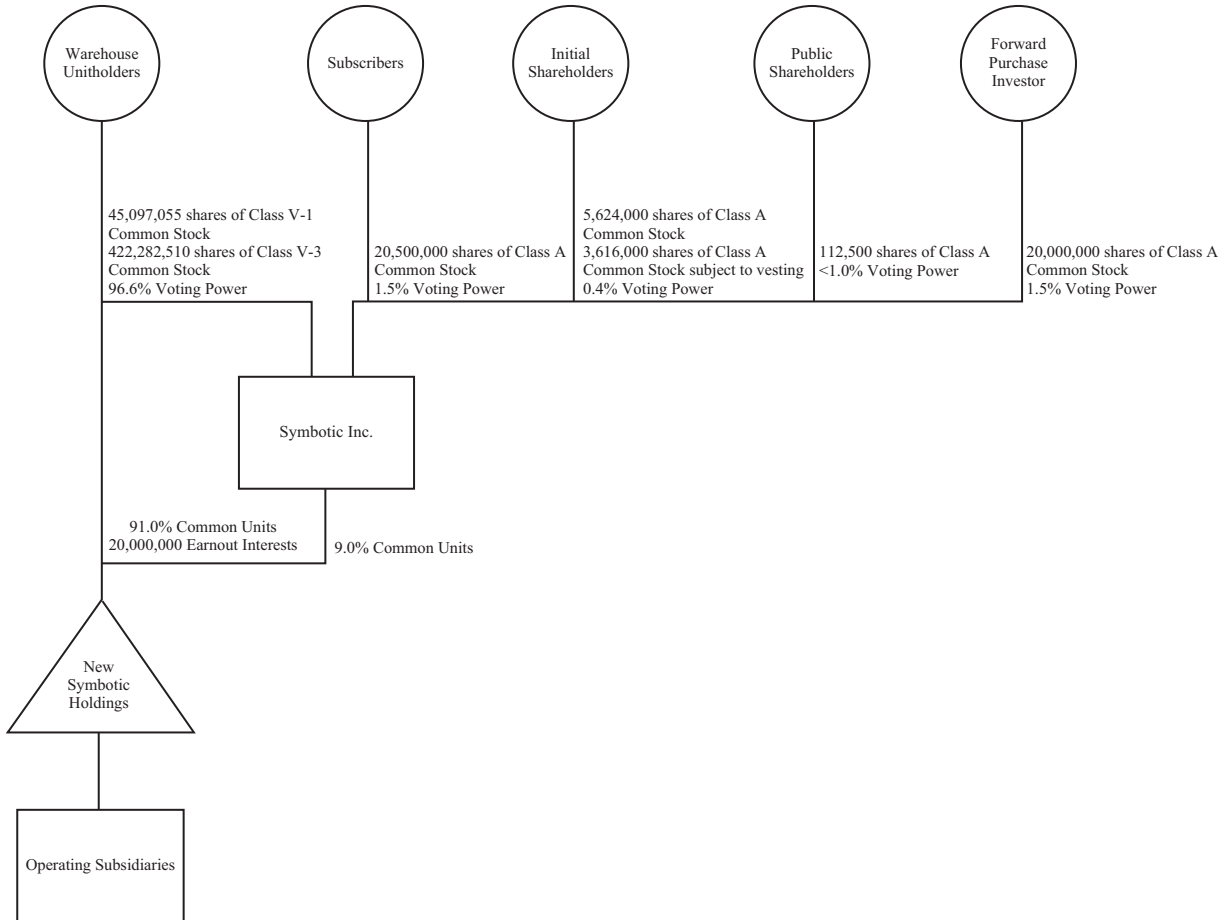 Warehouse
Unitholders
Subscribers
Initial
Shareholders
Public
Shareholders
Forward
Purchase
Investor
45,097,055 shares of Class V-1
Common Stock
422,282,510 shares of Class V-3
Common Stock
96.6% Voting Power
20,500,000 shares of Class A
Common Stock
1.5% Voting Power
5,624,000 shares of Class A
Common Stock
3,616,000 shares of Class A
Common Stock subject to vesting
0.4% Voting Power
112,500 shares of Class A
<1.0% Voting Power
20,000,000 shares of Class A
Common Stock
1.5% Voting Power
Symbotic Inc.
91.0% Common Units
20,000,000 Earnout Interests
9.0% Common Units
New
Symbotic
Holdings
Operating Subsidiaries